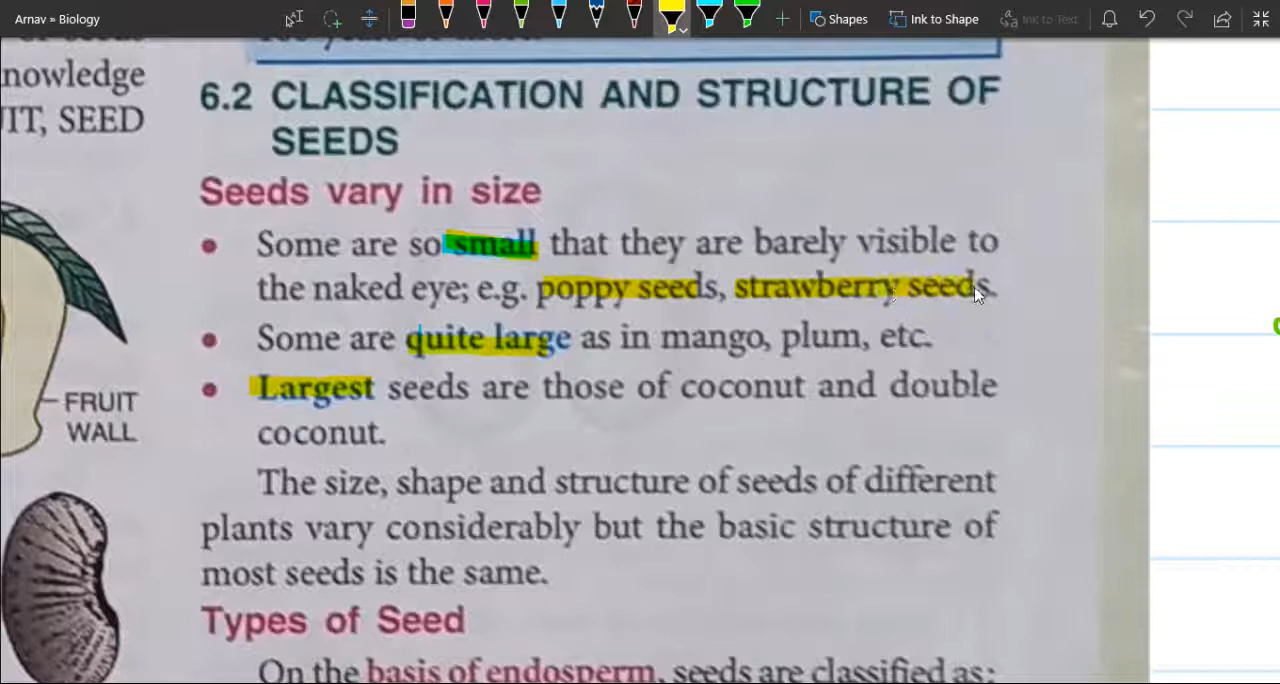 Arnav » Biology
Shapes
Ink to Shape
Ink to Text
nowledge
IT, SEED
6.2 CLASSIFICATION AND STRUCTURE OF
SEEDS
Seeds vary in size
• Some are so small that they are barely visible to
the naked eye; e.g. poppy seeds, strawberry seeds.
• Some are quite large as in mango, plum, etc.
• Largest seeds are those of coconut and double
coconut.
The size, shape and structure of seeds of different
plants vary considerably but the basic structure of
most seeds is the same.
Types of Seed
On the basis of endosperm, seeds are classified as:
FRUIT
WALL